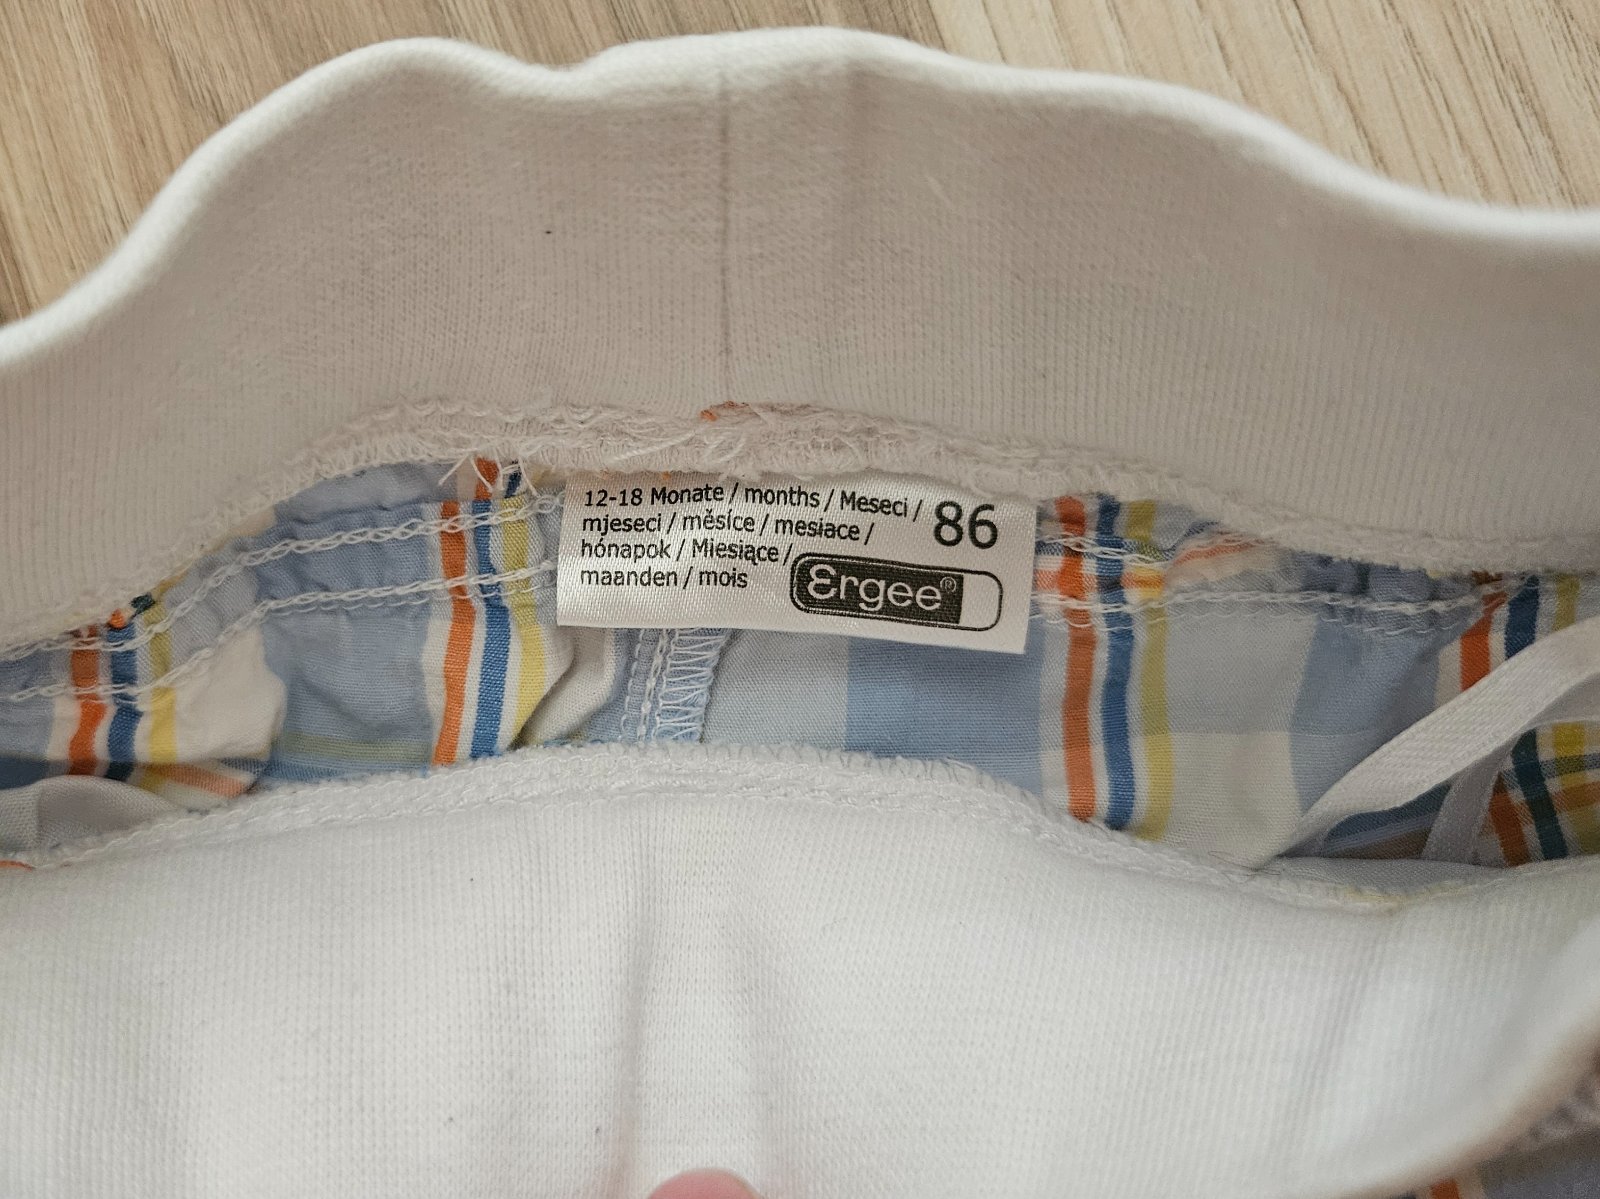 12-18 Monate / months / Meseci /
mjeseci / měsíce / mesiace /
hónapok / Miesiące /
maanden / mois
86
Ergee®